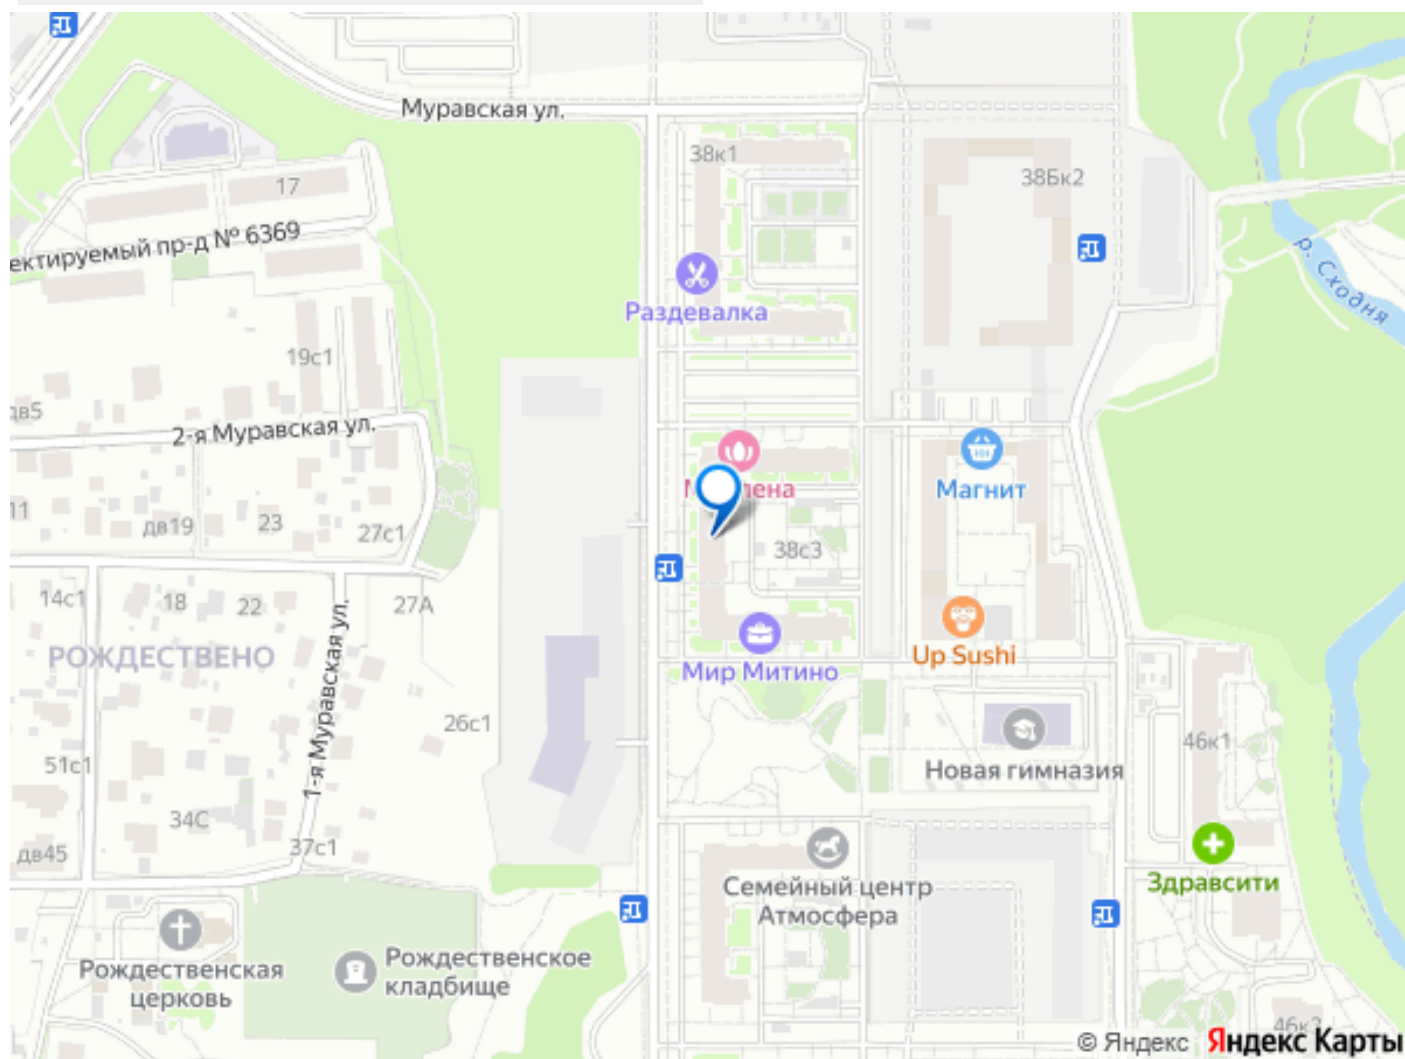 Муравская ул.
38к1
17
38Бк2
ектируемый пр-д № 6369
р. Сходня
Раздевалка
19с1
дв5
2-я Муравская ул.
Магнит
11
дв19
23
27с1
38с3
14с1
18
22
27А
1-я Муравская ул.
РОЖДЕСТВЕНО
Up Sushi
Мир Митино
26с1
46к1
51с1
Новая гимназия
34С
37с1
дв45
Семейный центр
Атмосфера
Здравсити
Рождественская
церковь
Рождественское
кладбище
© Яндекс Яндекс Карты